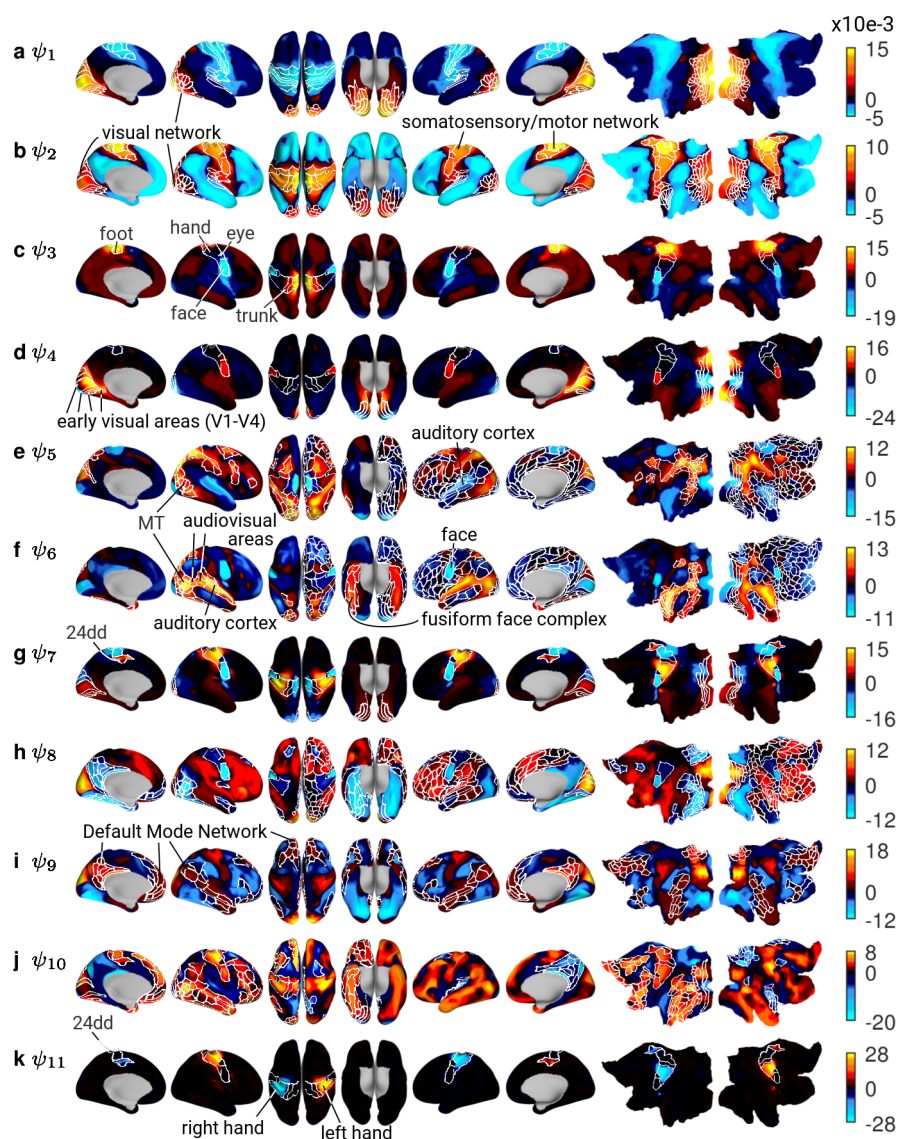 x10e-3
a ψ1
15
0
-5
visual network
somatosensory/motor network
b ψ2
10
0
-5
c ψ3
foot
hand
eye
face
trunk
15
0
-19
d ψ4
early visual areas (V1-V4)
16
0
-24
e ψ5
auditory cortex
MT
12
0
-15
f ψ6
audiovisual
areas
face
auditory cortex
fusiform face complex
13
0
-11
24dd
g ψ7
15
0
-16
h ψ8
12
0
-12
Default Mode Network
i ψ9
18
0
-12
j ψ10
8
0
-20
24dd
k ψ11
right hand
left hand
28
0
-28